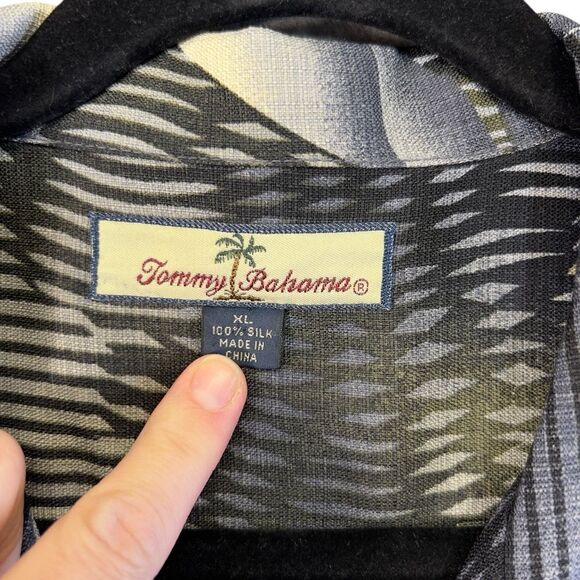 Tommy Bahama®
XL
100% SILK
MADE IN
CHINA